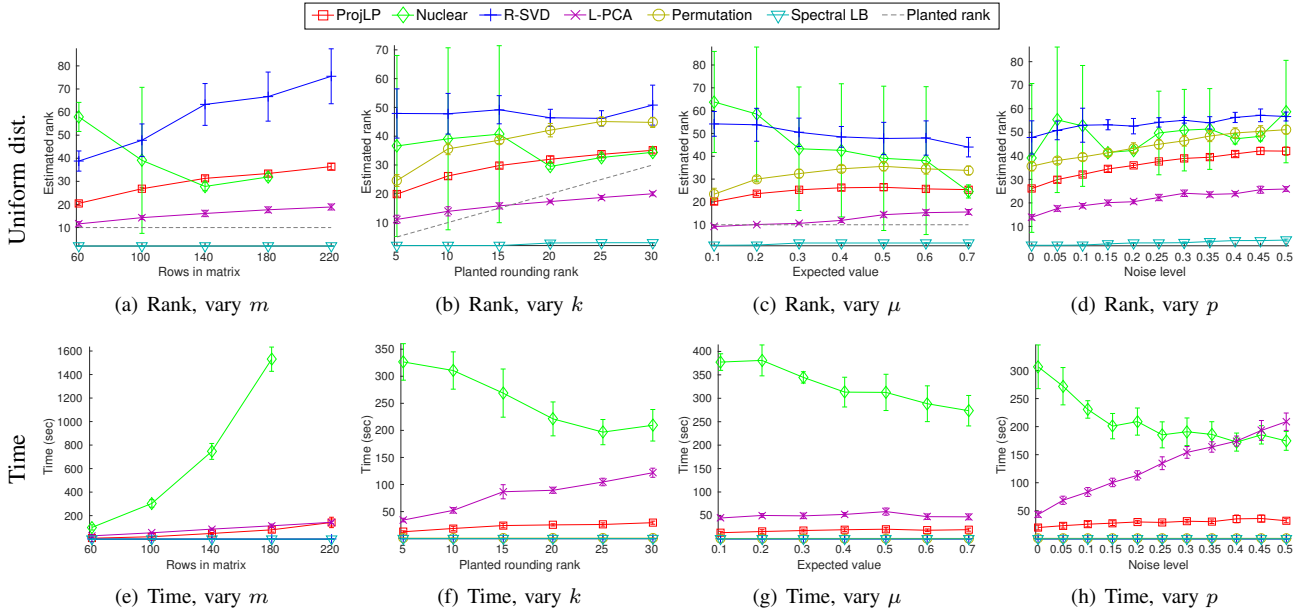 ProjLP Nuclear R-SVD L-PCA Permutation Spectral LB Planted rank
Uniform dist.
Estimated rank
80
70
60
50
40
30
20
10
60 100 140 180 220
Rows in matrix
(a) Rank, vary m
Estimated rank
70
60
50
40
30
20
10
5 10 15 20 25 30
Planted rounding rank
(b) Rank, vary k
Estimated rank
80
70
60
50
40
30
20
10
0.1 0.2 0.3 0.4 0.5 0.6 0.7
Expected value
(c) Rank, vary μ
Estimated rank
80
70
60
50
40
30
20
10
0 0.05 0.1 0.15 0.2 0.25 0.3 0.35 0.4 0.45 0.5
Noise level
(d) Rank, vary p
Time
Time (sec)
1600
1400
1200
1000
800
600
400
200
60 100 140 180 220
Rows in matrix
(e) Time, vary m
Time (sec)
350
300
250
200
150
100
50
5 10 15 20 25 30
Planted rounding rank
(f) Time, vary k
Time (sec)
400
350
300
250
200
150
100
50
0.1 0.2 0.3 0.4 0.5 0.6 0.7
Expected value
(g) Time, vary μ
Time (sec)
300
250
200
150
100
50
0 0.05 0.1 0.15 0.2 0.25 0.3 0.35 0.4 0.45 0.5
Noise level
(h) Time, vary p